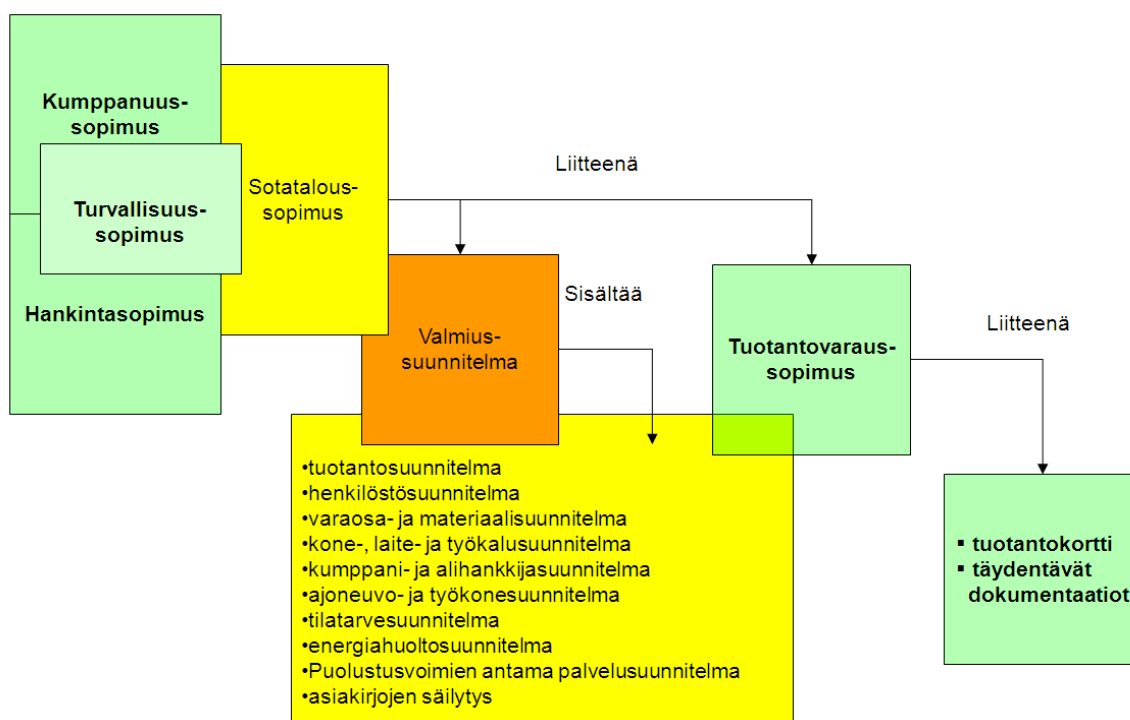 Kumppanuus-
sopimus
Turvallisuus-
sopimus
Hankintasopimus
Sotatalous-
sopimus
Liitteenä
Valmius-
suunnitelma
Sisältää
Tuotantovaraus-
sopimus
Liitteenä
•tuotantosuunnitelma
•henkilöstösuunnitelma
•varaosa- ja materiaalisuunnitelma
•kone-, laite- ja työkalusuunnitelma
•kumppani- ja alihankkijasuunnitelma
•ajoneuvo- ja työkonesuunnitelma
•tilatarvesuunnitelma
•energiahuoltosuunnitelma
•Puolustusvoimien antama palvelusuunnitelma
•asiakirjojen säilytys
▪ tuotantokortti
▪ täydentävät
dokumentaatiot